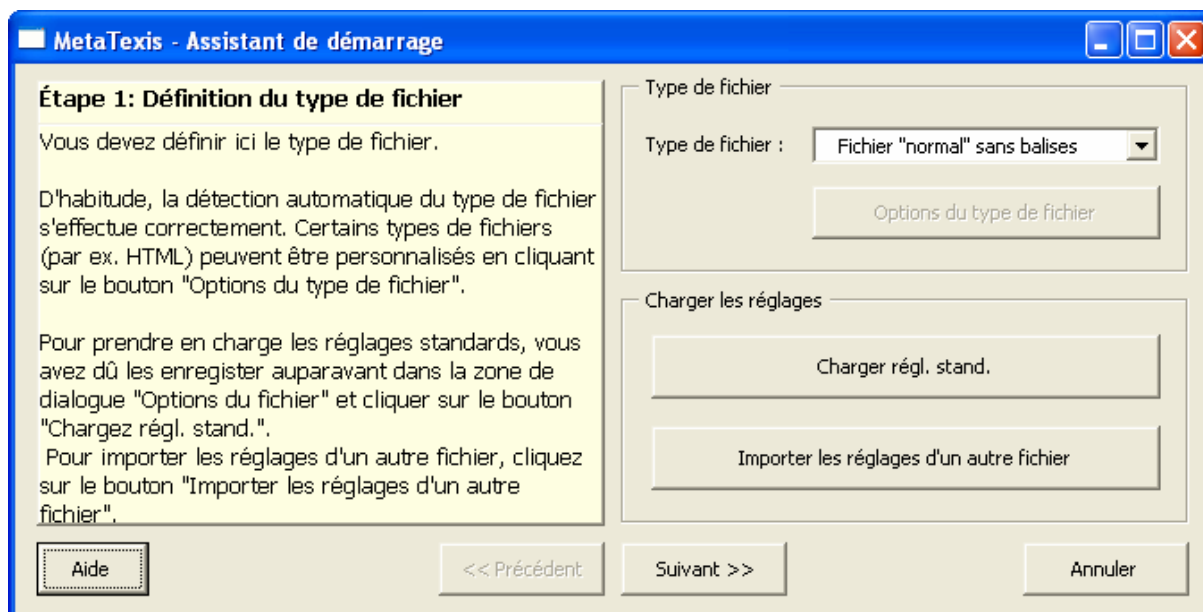 MetaTexis - Assistant de démarrage
Étape 1: Définition du type de fichier
Vous devez définir ici le type de fichier.
D'habitude, la détection automatique du type de fichier
s'effectue correctement. Certains types de fichiers
(par ex. HTML) peuvent être personnalisés en cliquant
sur le bouton "Options du type de fichier".
Pour prendre en charge les réglages standards, vous
avez dû les enregister auparavant dans la zone de
dialogue "Options du fichier" et cliquer sur le bouton
"Chargez régl. stand.".
Pour importer les réglages d'un autre fichier, cliquez
sur le bouton "Importer les réglages d'un autre
fichier".
Type de fichier
Type de fichier : Fichier "normal" sans balises
Options du type de fichier
Charger les réglages
Charger régl. stand.
Importer les réglages d'un autre fichier
Aide << Précédent Suivant >> Annuler